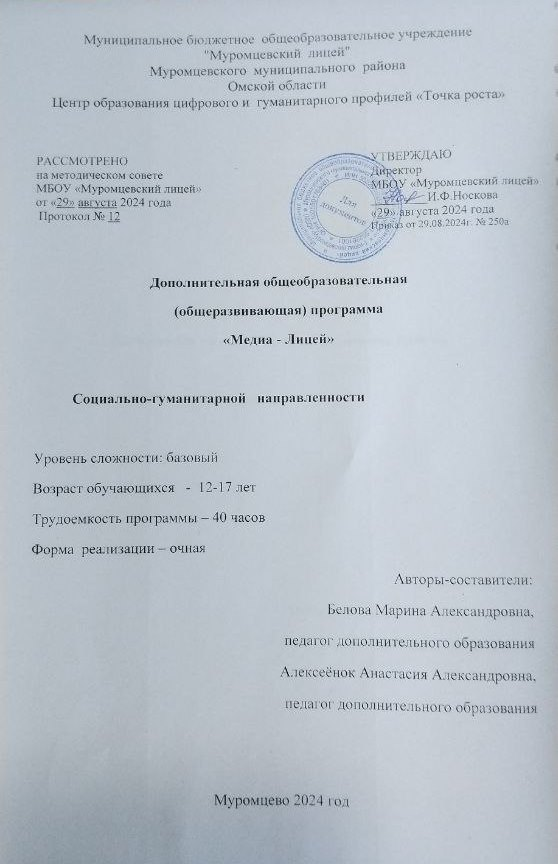 Муниципальное бюджетное общеобразовательное учреждение
"Муромцевский лицей"
Муромцевского муниципального района
Омской области
Центр образования цифрового и гуманитарного профилей «Точка роста»
РАССМОТРЕНО
на методическом совете
МБОУ «Муромцевский лицей»
от «29» августа 2024 года
Протокол № 12
УТВЕРЖДАЮ
Директор
МБОУ «Муромцевский лицей»
И.Ф.Носкова
«29» августа 2024 года
Приказ от 29.08.2024г. № 250а
Для
документов
Дополнительная общеобразовательная
(общеразвивающая) программа
«Медиа - Лицей»
Социально-гуманитарной направленности
Уровень сложности: базовый
Возраст обучающихся - 12-17 лет
Трудоемкость программы – 40 часов
Форма реализации – очная
Авторы-составители:
Белова Марина Александровна,
педагог дополнительного образования
Алексеёнок Анастасия Александровна,
педагог дополнительного образования
Муромцево 2024 год